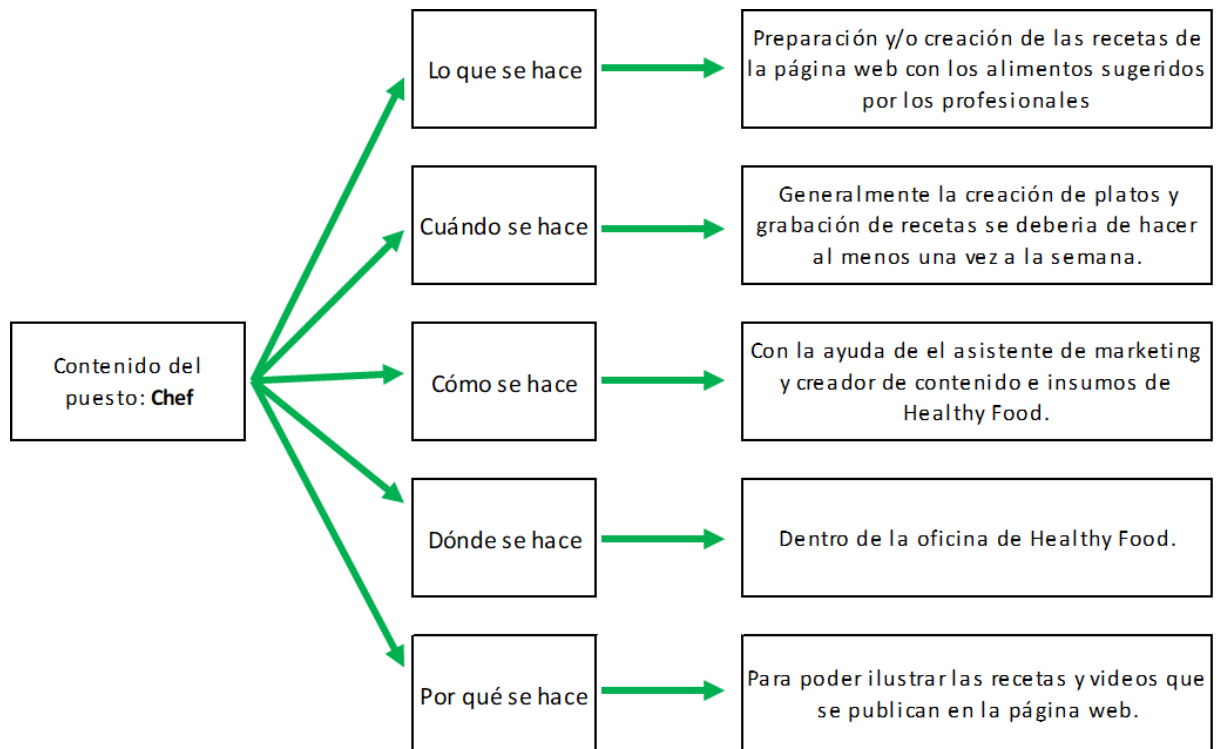 Lo que se hace
Preparación y/o creación de las recetas de
la página web con los alimentos sugeridos
por los profesionales
Cuándo se hace
Generalmente la creación de platos y
grabación de recetas se deberia de hacer
al menos una vez a la semana.
Contenido del
puesto: Chef
Cómo se hace
Con la ayuda de el asistente de marketing
y creador de contenido e insumos de
Healthy Food.
Dónde se hace
Dentro de la oficina de Healthy Food.
Por qué se hace
Para poder ilustrar las recetas y videos que
se publican en la página web.